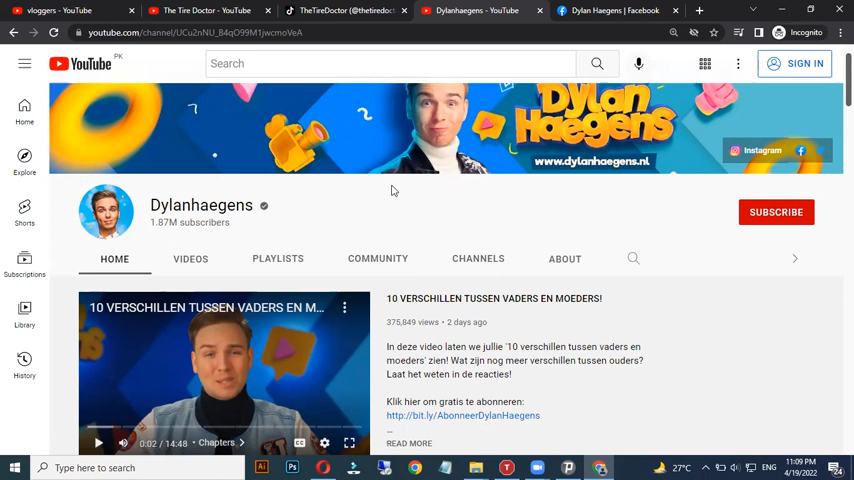 vloggers - YouTube
The Tire Doctor - YouTube
TheTireDoctor (@thetiredoct
Dylanhaegens - YouTube
Dylan Haegens | Facebook
youtube.com/channel/UCu2nNU_B4qO99M1jwcmoVeA
Incognito
YouTube PK
Search
SIGN IN
Home
Explore
Shorts
Subscriptions
Library
History
Dylan
Haegens
www.dylanhaegens.nl
Instagram
Dylanhaegens
1.87M subscribers
SUBSCRIBE
HOME
VIDEOS
PLAYLISTS
COMMUNITY
CHANNELS
ABOUT
10 VERSCHILLEN TUSSEN VADERS EN M...
0:02 / 14:48 • Chapters
10 VERSCHILLEN TUSSEN VADERS EN MOEDERS!
375,849 views • 2 days ago
In deze video laten we jullie '10 verschillen tussen vaders en
moeders' zien! Wat zijn nog meer verschillen tussen ouders?
Laat het weten in de reacties!
Klik hier om gratis te abonneren:
http://bit.ly/AbonneerDylanHaegens
...
READ MORE
Type here to search
Ai
Ps
27°C
ENG
11:09 PM
4/19/2022
24